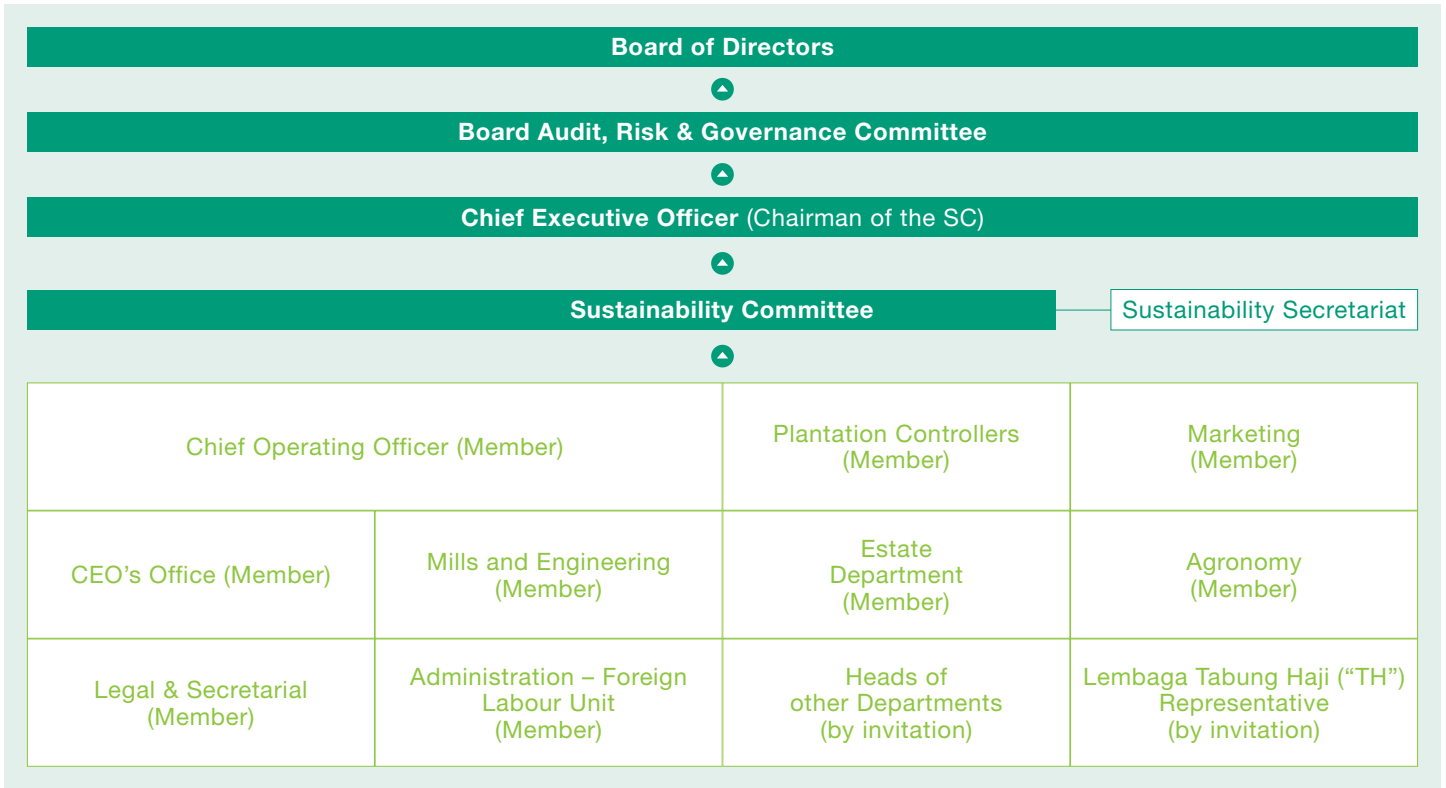 Board of Directors
Board Audit, Risk & Governance Committee
Chief Executive Officer (Chairman of the SC)
Sustainability Committee
Sustainability Secretariat
Chief Operating Officer (Member)
Plantation Controllers
(Member)
Marketing
(Member)
CEO’s Office (Member)
Mills and Engineering
(Member)
Estate
Department
(Member)
Agronomy
(Member)
Legal & Secretarial
(Member)
Administration – Foreign
Labour Unit
(Member)
Heads of
other Departments
(by invitation)
Lembaga Tabung Haji (“TH”)
Representative
(by invitation)